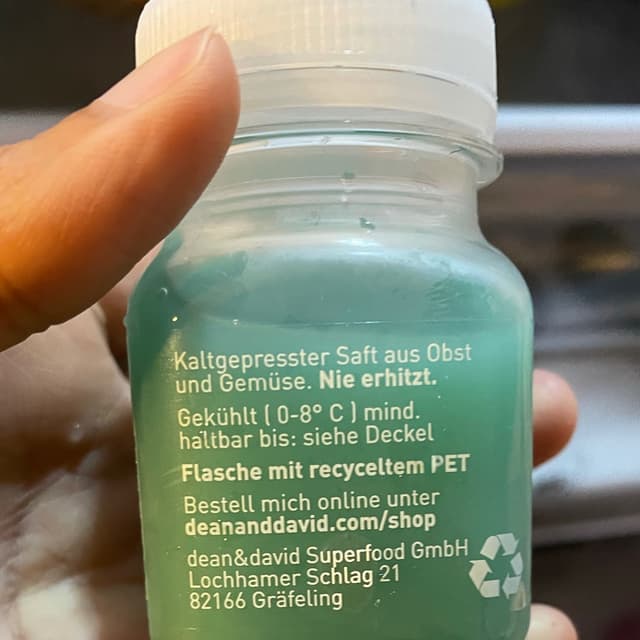 Kaltgepresster Saft aus Obst
und Gemüse. Nie erhitzt.
Gekühlt ( 0-8° C ) mind.
haltbar bis: siehe Deckel
Flasche mit recyceltem PET
Bestell mich online unter
deananddavid.com/shop
dean&david Superfood GmbH
Lochhamer Schlag 21
82166 Gräfeling